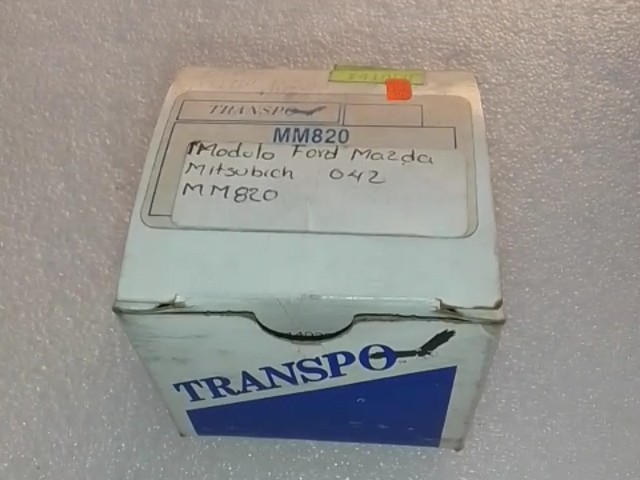 TRANSPO
MM820
Modulo Ford Mazda
Mitsubich 042
MM820
TRANSPO